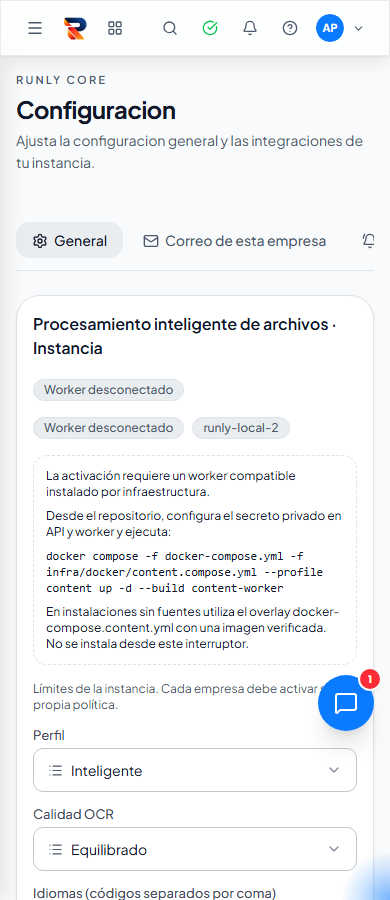 AP
RUNLY CORE
Configuracion
Ajusta la configuracion general y las integraciones de
tu instancia.
General
Correo de esta empresa
Procesamiento inteligente de archivos ·
Instancia
Worker desconectado
Worker desconectado
runly-local-2
La activación requiere un worker compatible
instalado por infraestructura.
Desde el repositorio, configura el secreto privado en
API y worker y ejecuta:
docker compose -f docker-compose.yml -f
infra/docker/content.compose.yml --profile
content up -d --build content-worker
En instalaciones sin fuentes utiliza el overlay docker-
compose.content.yml con una imagen verificada.
No se instala desde este interruptor.
1
Límites de la instancia. Cada empresa debe activar
propia política.
Perfil
Inteligente
Calidad OCR
Equilibrado
Idiomas (códigos separados por coma)